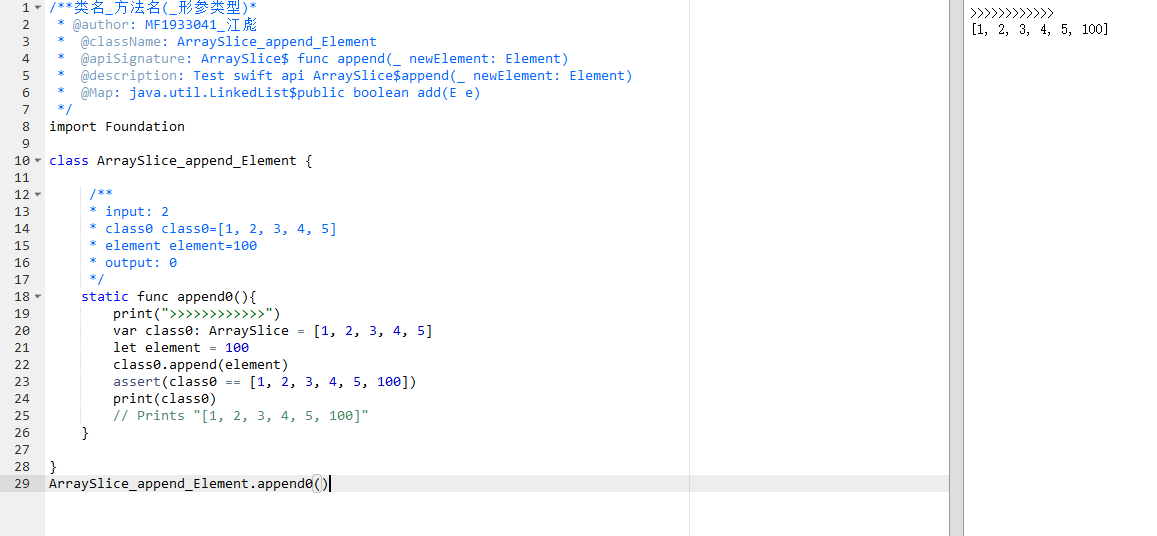 1 /**类名_方法名(_形参类型)*
2 * @author: MF1933041_江彪
3 * @className: ArraySlice_append_Element
4 * @apiSignature: ArraySlice$ func append(_ newElement: Element)
5 * @description: Test swift api ArraySlice$append(_ newElement: Element)
6 * @Map: java.util.LinkedList$public boolean add(E e)
7 */
8 import Foundation
9
10 class ArraySlice_append_Element {
11
12 /**
13 * input: 2
14 * class0 class0=[1, 2, 3, 4, 5]
15 * element element=100
16 * output: 0
17 */
18 static func append0(){
19 print(">>>>>>>>>>>>")
20 var class0: ArraySlice = [1, 2, 3, 4, 5]
21 let element = 100
22 class0.append(element)
23 assert(class0 == [1, 2, 3, 4, 5, 100])
24 print(class0)
25 // Prints "[1, 2, 3, 4, 5, 100]"
26 }
27
28 }
29 ArraySlice_append_Element.append0()
>>>>>>>>>>>>
[1, 2, 3, 4, 5, 100]